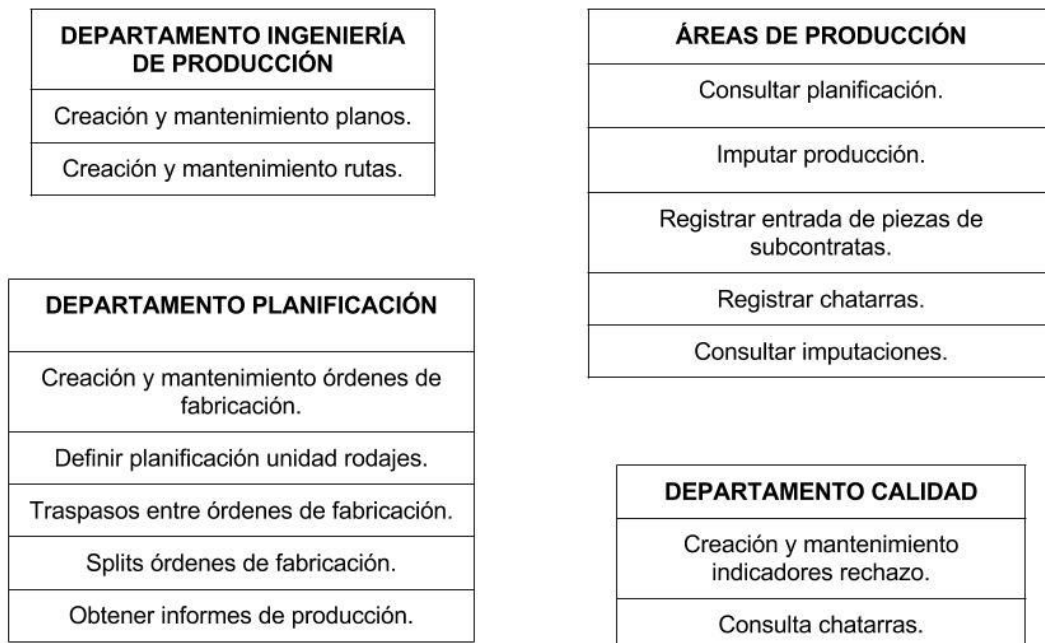 DEPARTAMENTO INGENIERÍA
DE PRODUCCIÓN
Creación y mantenimiento planos.
Creación y mantenimiento rutas.
ÁREAS DE PRODUCCIÓN
Consultar planificación.
Imputar producción.
Registrar entrada de piezas de
subcontratas.
Registrar chatarras.
Consultar imputaciones.
DEPARTAMENTO PLANIFICACIÓN
Creación y mantenimiento órdenes de
fabricación.
Definir planificación unidad rodajes.
Traspasos entre órdenes de fabricación.
Splits órdenes de fabricación.
Obtener informes de producción.
DEPARTAMENTO CALIDAD
Creación y mantenimiento
indicadores rechazo.
Consulta chatarras.